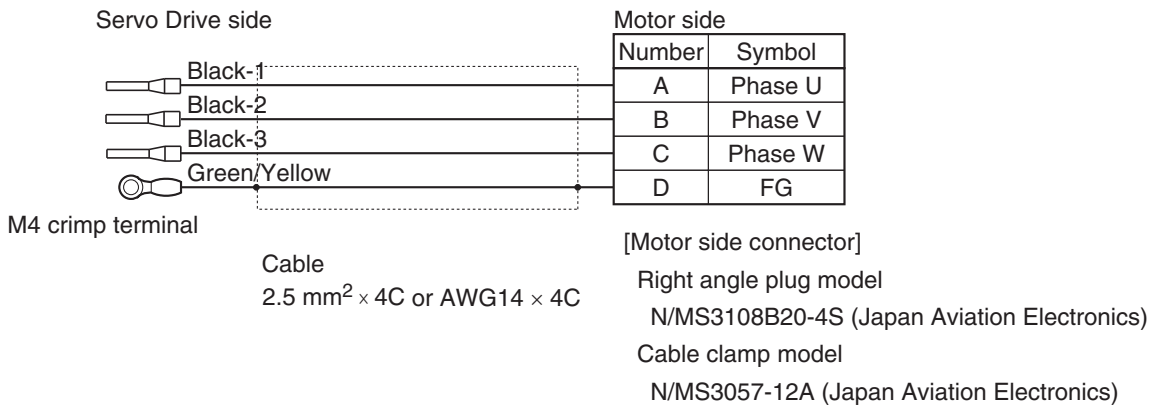 Servo Drive side
Motor side
Number Symbol
Black-1
A Phase U
Black-2
B Phase V
Black-3
C Phase W
Green/Yellow
D FG
M4 crimp terminal
Cable
2.5 mm² × 4C or AWG14 × 4C
[Motor side connector]
Right angle plug model
N/MS3108B20-4S (Japan Aviation Electronics)
Cable clamp model
N/MS3057-12A (Japan Aviation Electronics)